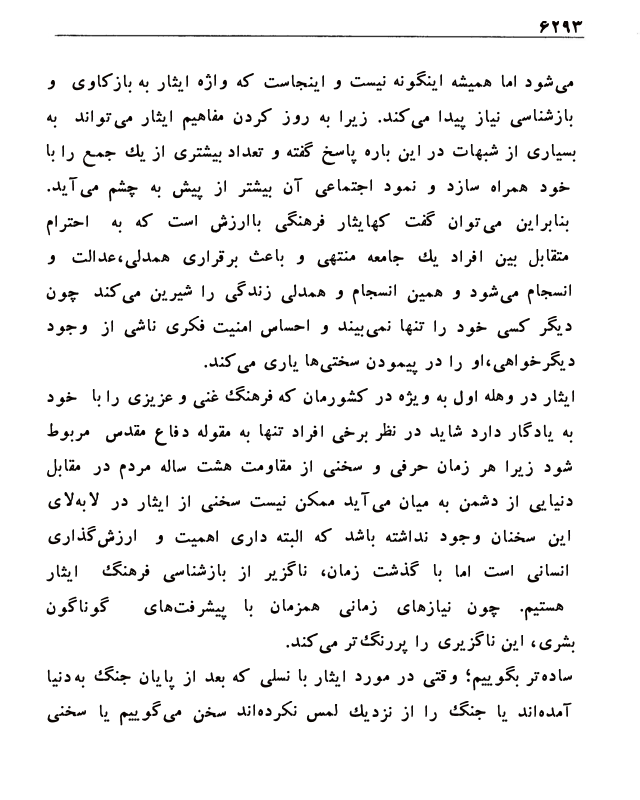 ۶۲۹۳
می‌شود اما همیشه اینگونه نیست و اینجاست که واژه ایثار به بازکاوی و
بازشناسی نیاز پیدا می‌کند. زیرا به روز کردن مفاهیم ایثار می‌تواند به
بسیاری از شبهات در این باره پاسخ گفته و تعداد بیشتری از یك جمع را با
خود همراه سازد و نمود اجتماعی آن بیشتر از پیش به چشم می‌آید.
بنابراین می‌توان گفت کهایثار فرهنگی باارزش است که به احترام
متقابل بین افراد یك جامعه منتهی و باعث برقراری همدلی،عدالت و
انسجام می‌شود و همین انسجام و همدلی زندگی را شیرین می‌کند چون
دیگر کسی خود را تنها نمی‌بیند و احساس امنیت فکری ناشی از وجود
دیگرخواهی،او را در پیمودن سختی‌ها یاری می‌کند.
ایثار در وهله اول به ویژه در کشورمان که فرهنگ غنی و عزیزی را با خود
به یادگار دارد شاید در نظر برخی افراد تنها به مقوله دفاع مقدس مربوط
شود زیرا هر زمان حرفی و سخنی از مقاومت هشت ساله مردم در مقابل
دنیایی از دشمن به میان می‌آید ممکن نیست سخنی از ایثار در لابه‌لای
این سخنان وجود نداشته باشد که البته داری اهمیت و ارزش‌گذاری
انسانی است اما با گذشت زمان، ناگزیر از بازشناسی فرهنگ ایثار
هستیم. چون نیازهای زمانی همزمان با پیشرفت‌های گوناگون
بشری، این ناگزیری را پررنگ‌تر می‌کند.
ساده‌تر بگوییم؛ وقتی در مورد ایثار با نسلی که بعد از پایان جنگ به‌دنیا
آمده‌اند یا جنگ را از نزدیك لمس نکرده‌اند سخن می‌گوییم یا سخنی